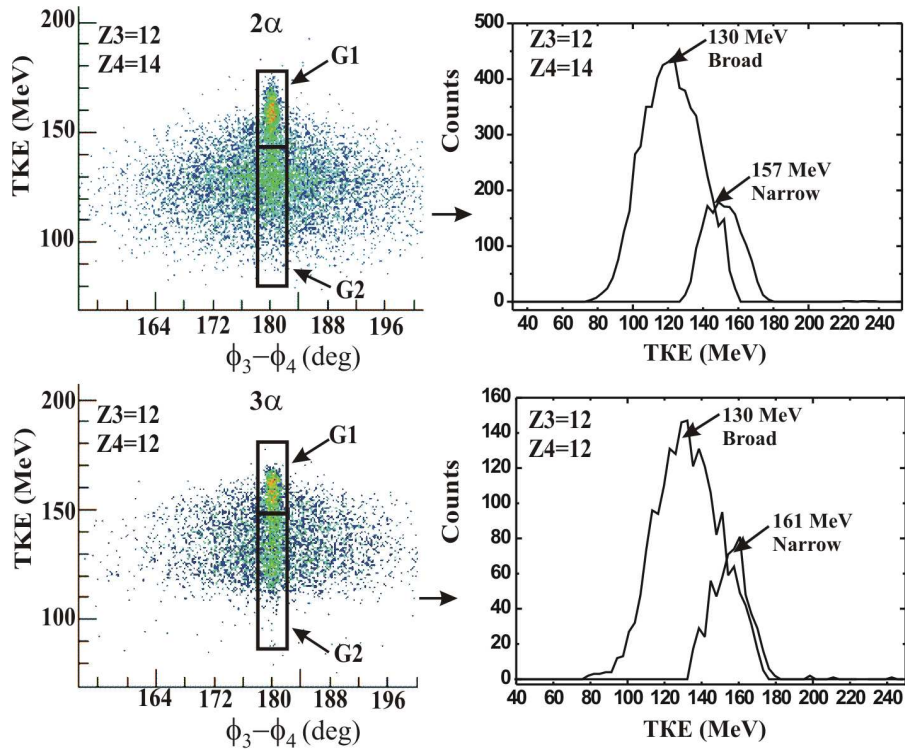 Z3=12
Z4=14
2α
G1
G2
TKE (MeV)
200
150
100
164 172 180 188 196
ϕ₃−ϕ₄ (deg)
Z3=12
Z4=14
130 MeV
Broad
157 MeV
Narrow
Counts
500
400
300
200
100
0
40 80 120 160 200 240
TKE (MeV)
Z3=12
Z4=12
3α
G1
G2
TKE (MeV)
200
150
100
164 172 180 188 196
ϕ₃−ϕ₄ (deg)
Z3=12
Z4=12
130 MeV
Broad
161 MeV
Narrow
Counts
160
140
120
100
80
60
40
20
0
40 60 80 100 120 140 160 180 200 220 240
TKE (MeV)